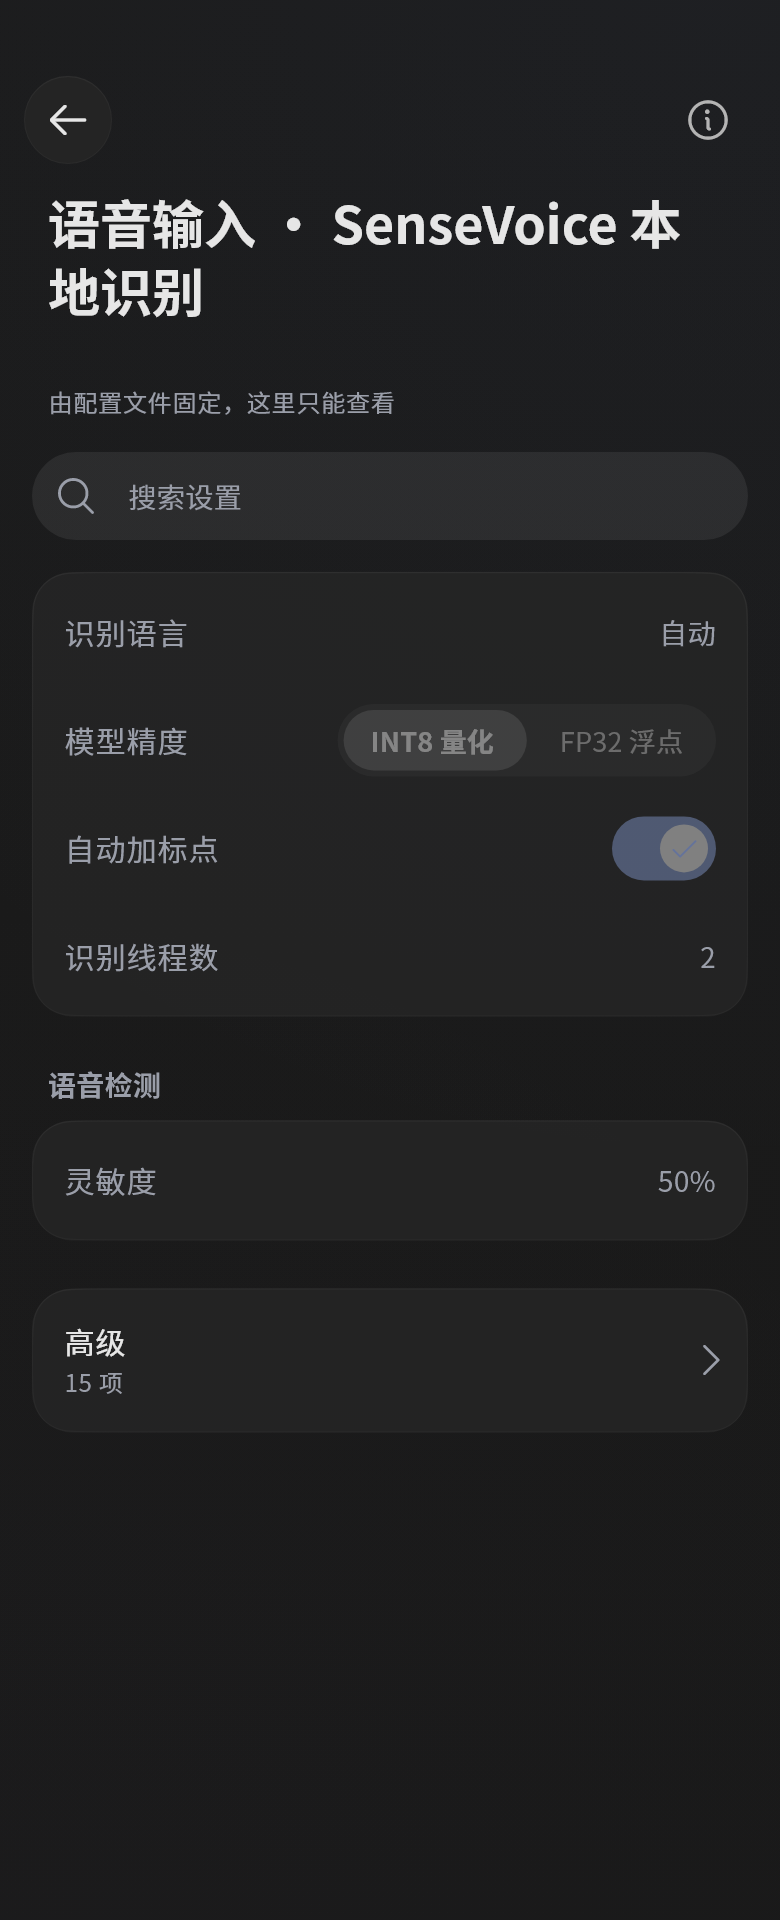 语音输入 · SenseVoice 本
地识别
由配置文件固定，这里只能查看
搜索设置
识别语言 自动
模型精度 INT8 量化 FP32 浮点
自动加标点
识别线程数 2
语音检测
灵敏度 50%
高级
15 项